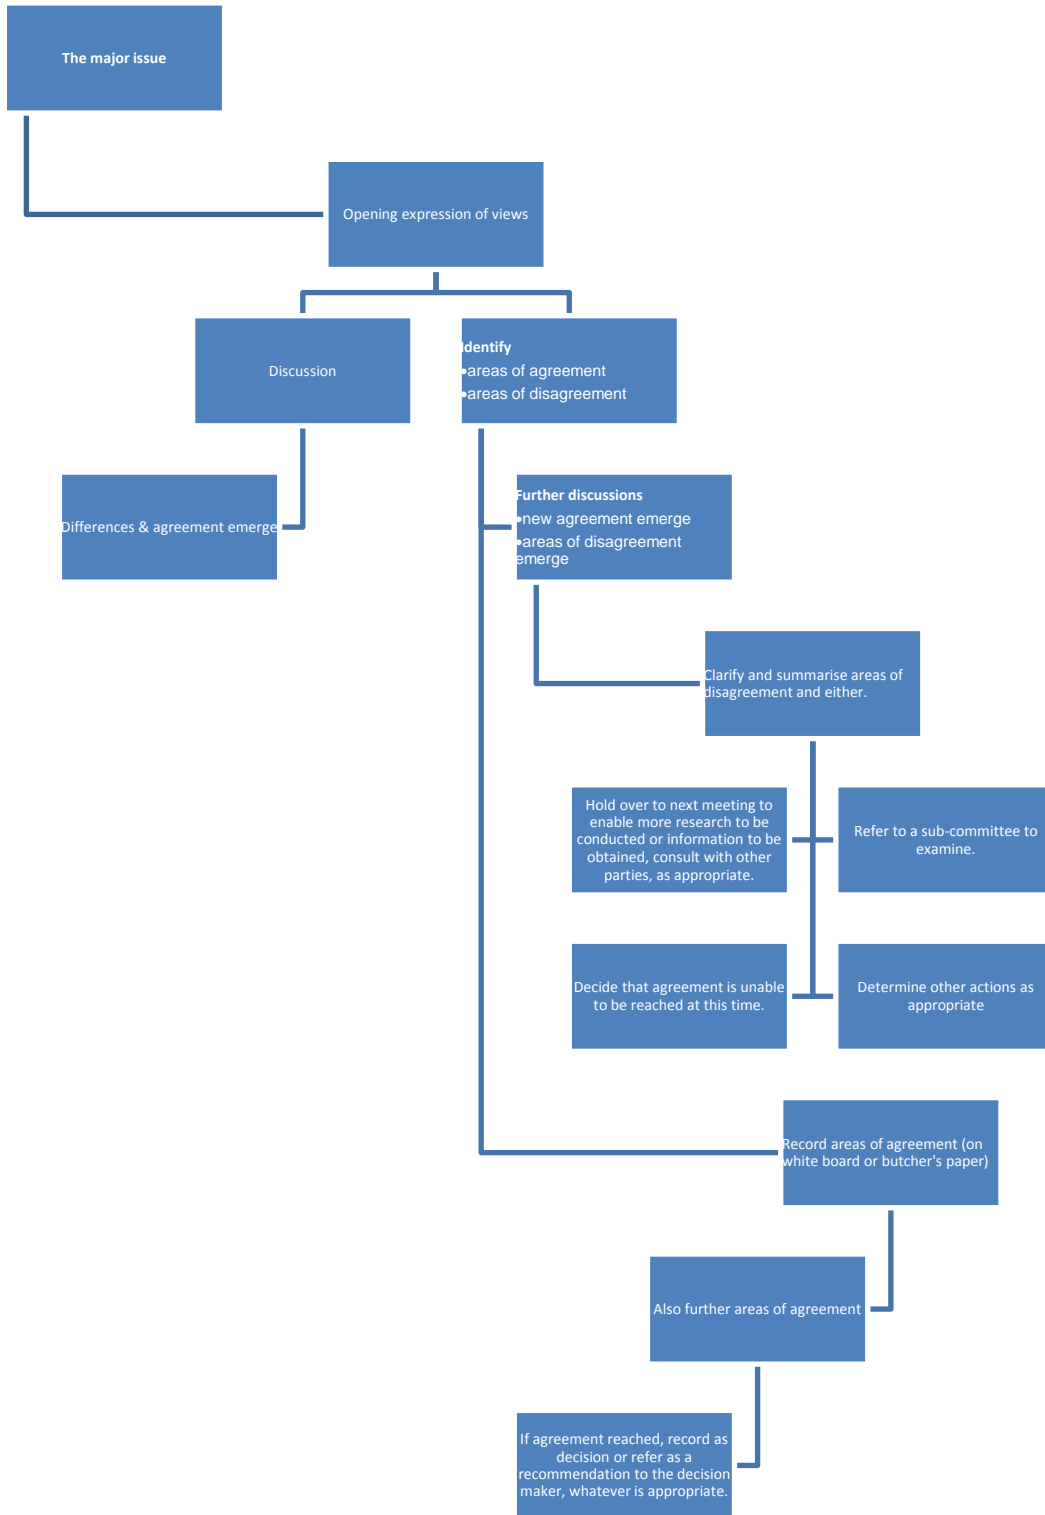 The major issue
Opening expression of views
Discussion
Identify
•areas of agreement
•areas of disagreement
Differences & agreement emerge
Further discussions
•new agreement emerge
•areas of disagreement
emerge
Clarify and summarise areas of
disagreement and either.
Hold over to next meeting to
enable more research to be
conducted or information to be
obtained, consult with other
parties, as appropriate.
Refer to a sub-committee to
examine.
Decide that agreement is unable
to be reached at this time.
Determine other actions as
appropriate
Record areas of agreement (on
white board or butcher's paper)
Also further areas of agreement
If agreement reached, record as
decision or refer as a
recommendation to the decision
maker, whatever is appropriate.